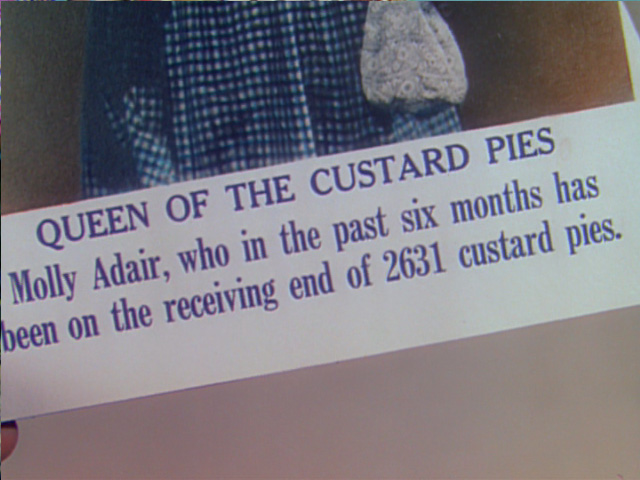 QUEEN OF THE CUSTARD PIES
Molly Adair, who in the past six months has
been on the receiving end of 2631 custard pies.